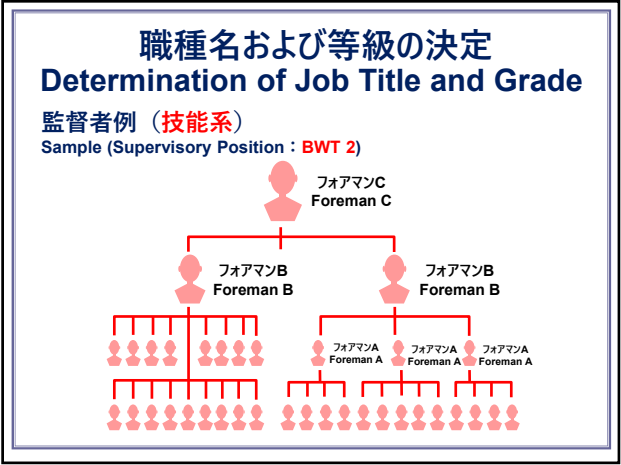 職種名および等級の決定
Determination of Job Title and Grade
監督者例（技能系）
Sample (Supervisory Position：BWT 2)
フォアマンC
Foreman C
フォアマンB
Foreman B
フォアマンB
Foreman B
フォアマンA
Foreman A
フォアマンA
Foreman A
フォアマンA
Foreman A